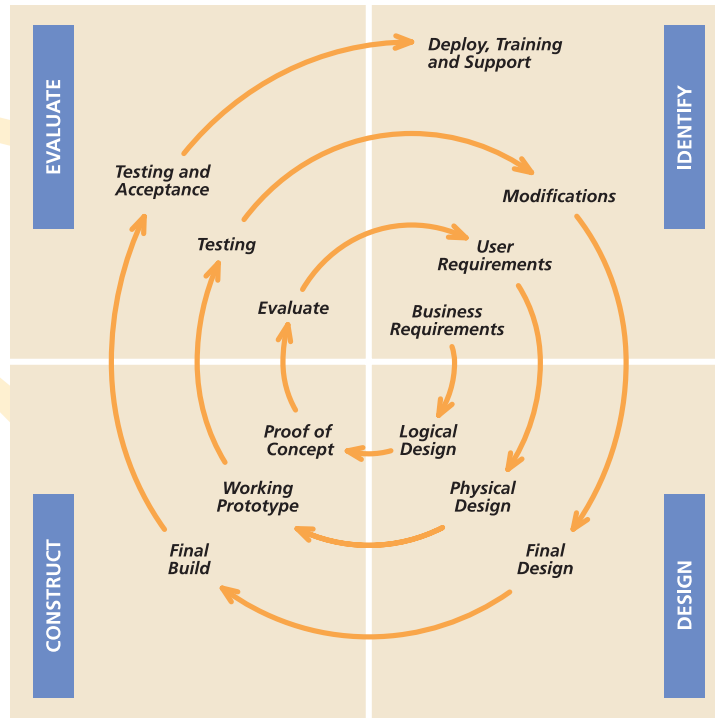 EVALUATE
IDENTIFY
Deploy, Training
and Support
Testing and
Acceptance
Modifications
Testing
User
Requirements
Evaluate
Business
Requirements
Proof of
Concept
Logical
Design
Working
Prototype
Physical
Design
Final
Build
Final
Design
CONSTRUCT
DESIGN